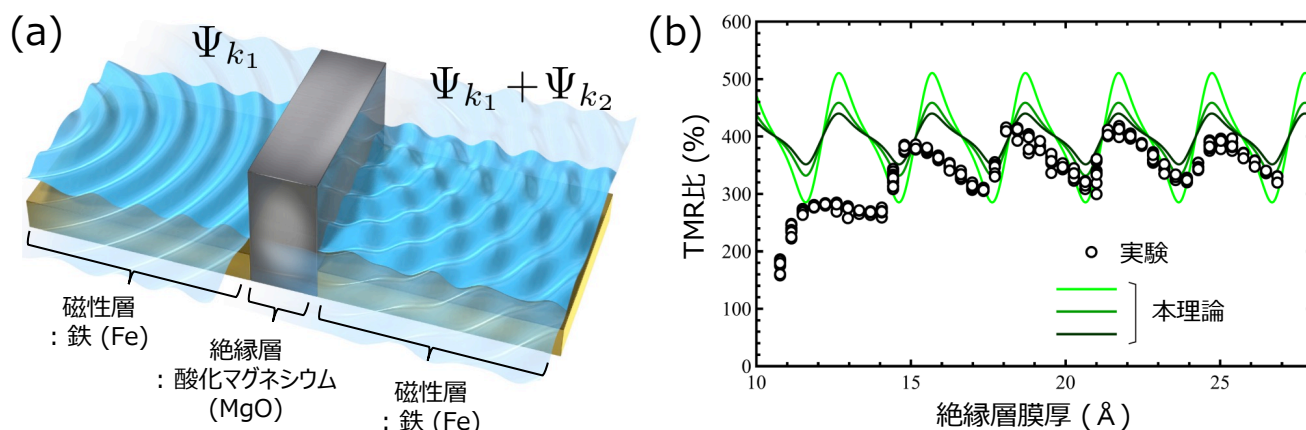 (a)
Ψk1
Ψk1 + Ψk2
磁性層
: 鉄 (Fe)
絶縁層
: 酸化マグネシウム
(MgO)
磁性層
: 鉄 (Fe)
(b)
TMR比 (%)
600
500
400
300
200
100
0
実験
本理論
10
15
20
25
絶縁層膜厚 (Å)